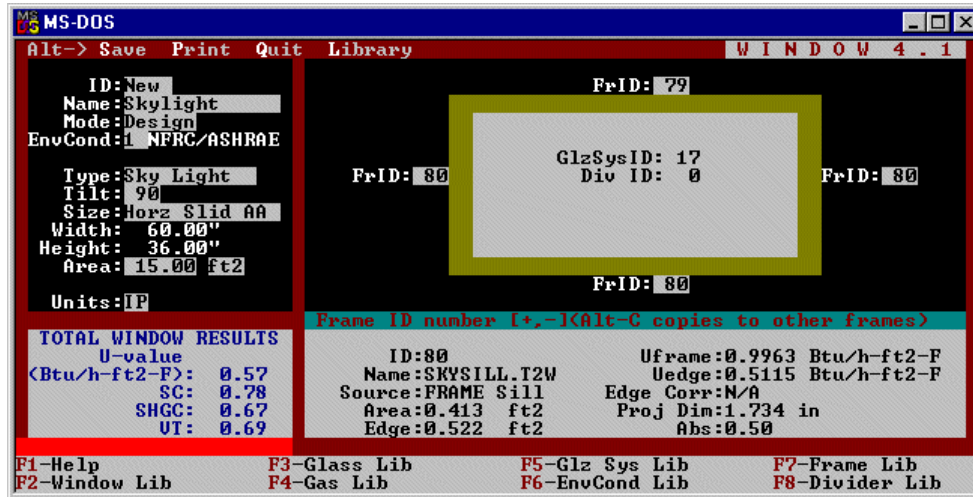 MS-DOS
Alt-> Save Print Quit Library WINDOW 4.1
ID:New
Name:Skylight
Mode:Design
EnvCond:1 NFRC/ASHRAE
Type:Sky Light
Tilt: 90
Size:Horz Slid AA
Width: 60.00"
Height: 36.00"
Area: 15.00 ft2
Units:IP
FrID: 79
GlzSysID: 17
FrID: 80 Div ID: 0 FrID: 80
FrID: 80
Frame ID number [+,-](Alt-C copies to other frames)
TOTAL WINDOW RESULTS
U-value
(Btu/h-ft2-F): 0.57
SC: 0.78
SHGC: 0.67
VT: 0.69
ID:80 Uframe:0.9963 Btu/h-ft2-F
Name:SKYSILL.T2W Uedge:0.5115 Btu/h-ft2-F
Source:FRAME Sill Edge Corr:N/A
Area:0.413 ft2 Proj Dim:1.734 in
Edge:0.522 ft2 Abs:0.50
F1-Help F3-Glass Lib F5-Glz Sys Lib F7-Frame Lib
F2-Window Lib F4-Gas Lib F6-EnvCond Lib F8-Divider Lib